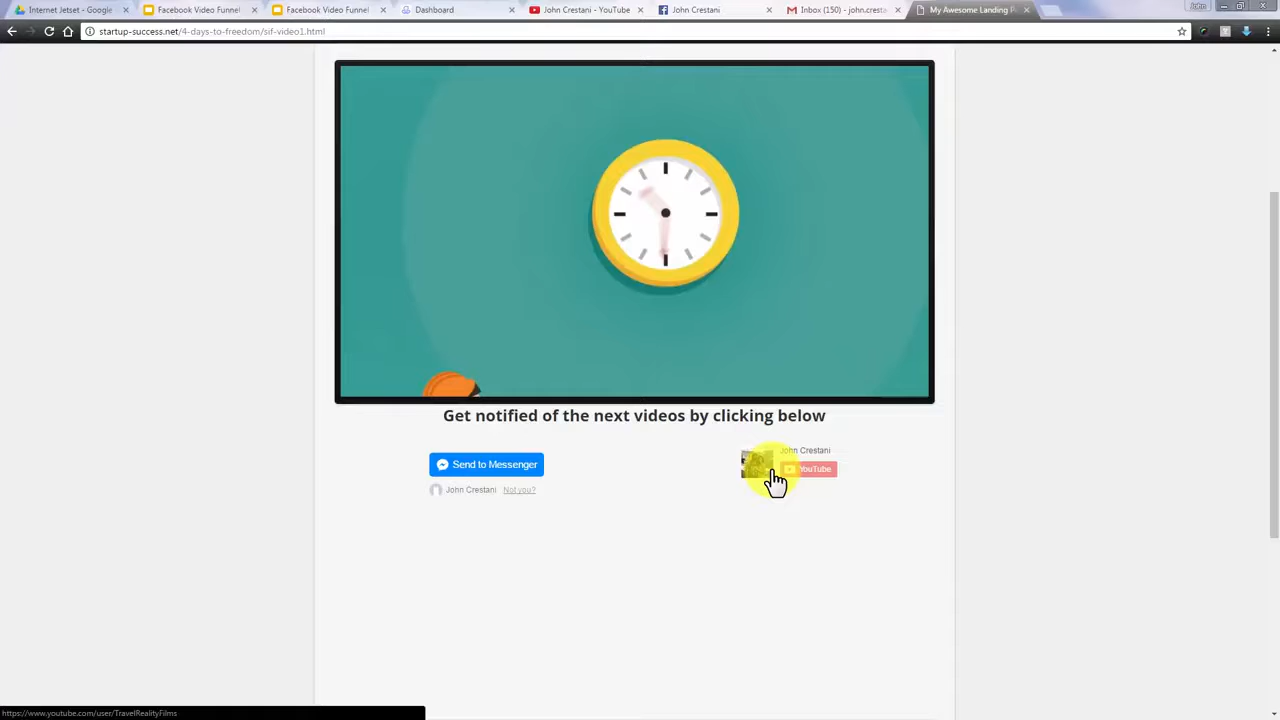 Internet Jetset - Google
Facebook Video Funnel
Facebook Video Funnel
Dashboard
John Crestani - YouTube
John Crestani
Inbox (150) - john.cresta
My Awesome Landing P
John
startup-success.net/4-days-to-freedom/sif-video1.html
Get notified of the next videos by clicking below
Send to Messenger
John Crestani Not you?
John Crestani
YouTube
https://www.youtube.com/user/TravelRealityFilms